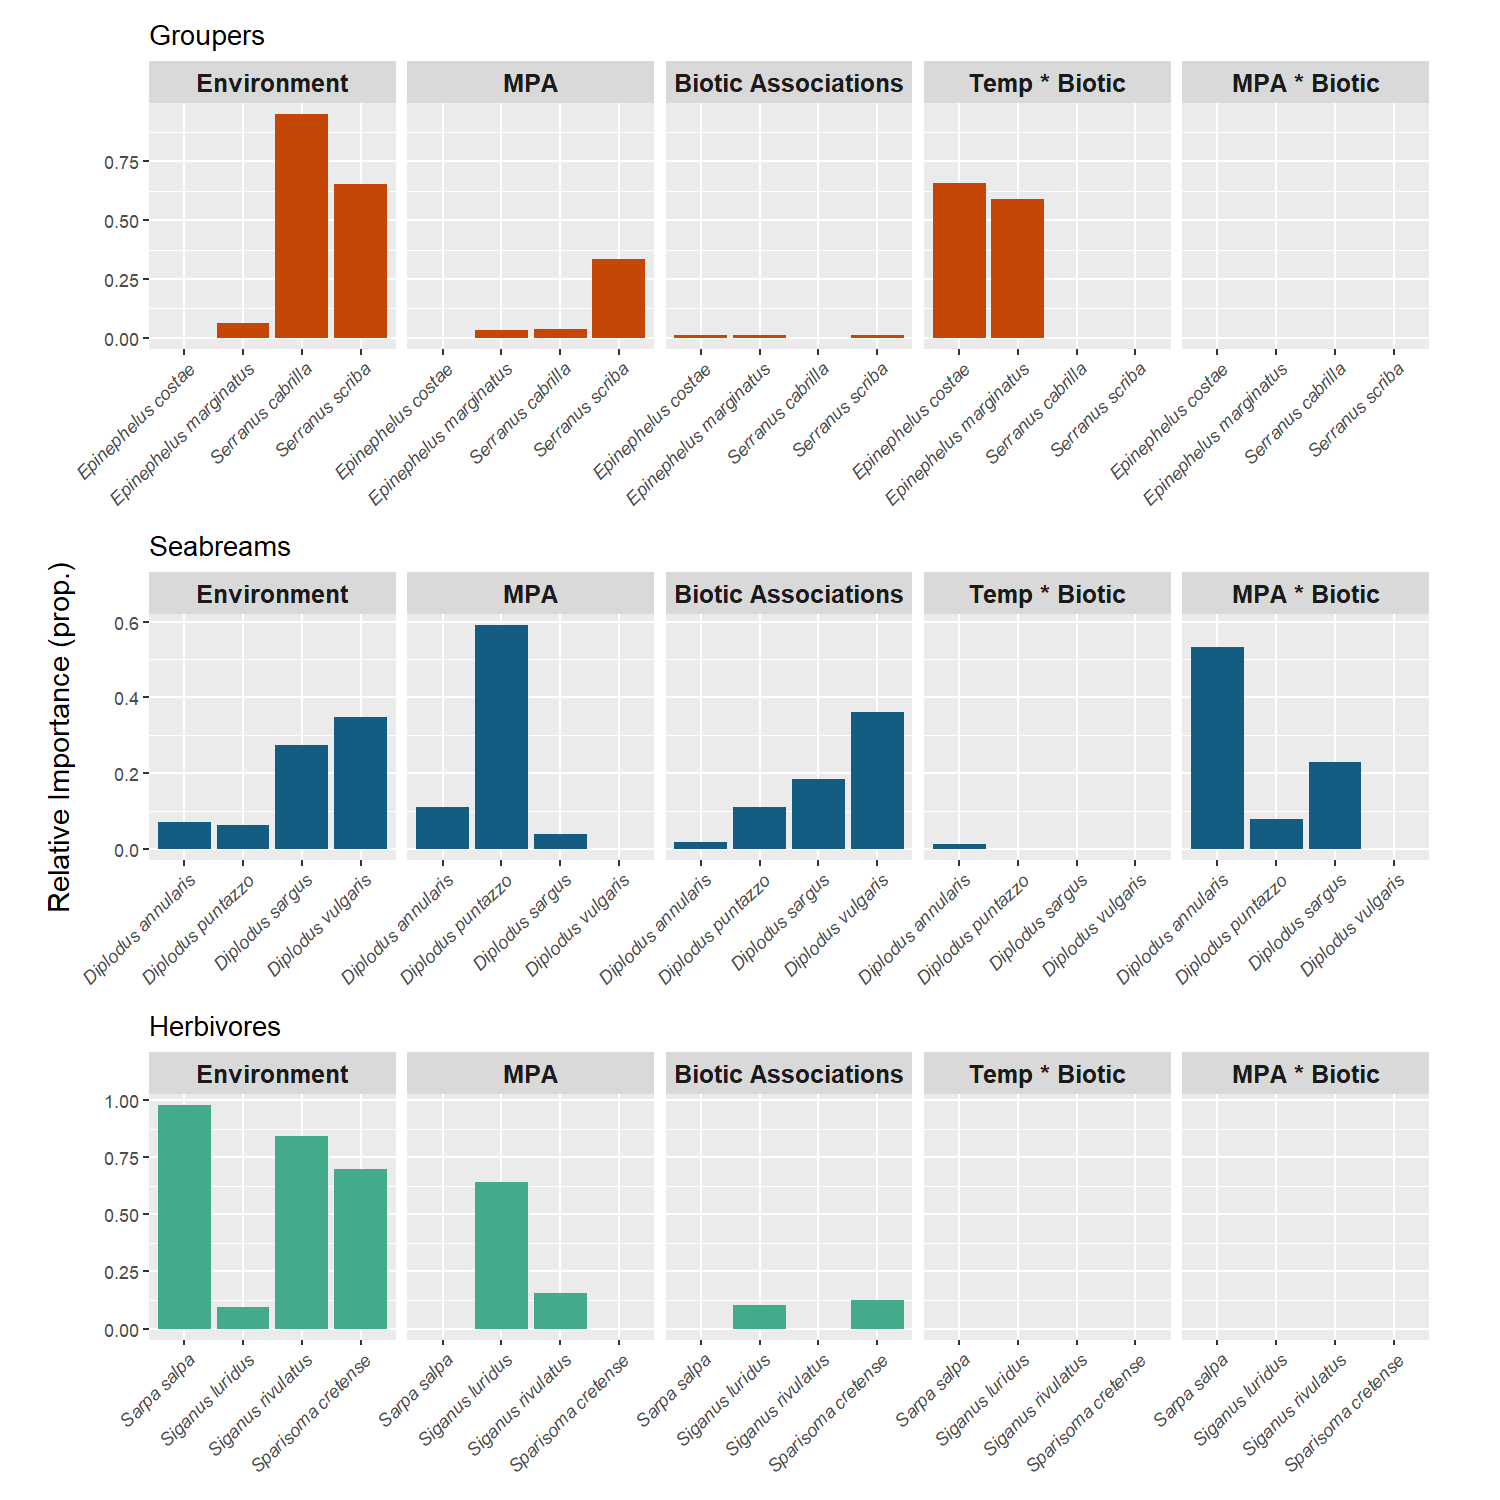 Groupers
Environment MPA Biotic Associations Temp * Biotic MPA * Biotic
0.75
0.50
0.25
0.00
Epinephelus costae Epinephelus marginatus Serranus cabrilla Serranus scriba Epinephelus costae Epinephelus marginatus Serranus cabrilla Serranus scriba Epinephelus costae Epinephelus marginatus Serranus cabrilla Serranus scriba Epinephelus costae Epinephelus marginatus Serranus cabrilla Serranus scriba Epinephelus costae Epinephelus marginatus Serranus cabrilla Serranus scriba
Relative Importance (prop.)
Seabreams
Environment MPA Biotic Associations Temp * Biotic MPA * Biotic
0.6
0.4
0.2
0.0
Diplodus annularis Diplodus puntazzo Diplodus sargus Diplodus vulgaris Diplodus annularis Diplodus puntazzo Diplodus sargus Diplodus vulgaris Diplodus annularis Diplodus puntazzo Diplodus sargus Diplodus vulgaris Diplodus annularis Diplodus puntazzo Diplodus sargus Diplodus vulgaris Diplodus annularis Diplodus puntazzo Diplodus sargus Diplodus vulgaris
Herbivores
Environment MPA Biotic Associations Temp * Biotic MPA * Biotic
1.00
0.75
0.50
0.25
0.00
Sarpa salpa Siganus luridus Siganus rivulatus Sparisoma cretense Sarpa salpa Siganus luridus Siganus rivulatus Sparisoma cretense Sarpa salpa Siganus luridus Siganus rivulatus Sparisoma cretense Sarpa salpa Siganus luridus Siganus rivulatus Sparisoma cretense Sarpa salpa Siganus luridus Siganus rivulatus Sparisoma cretense